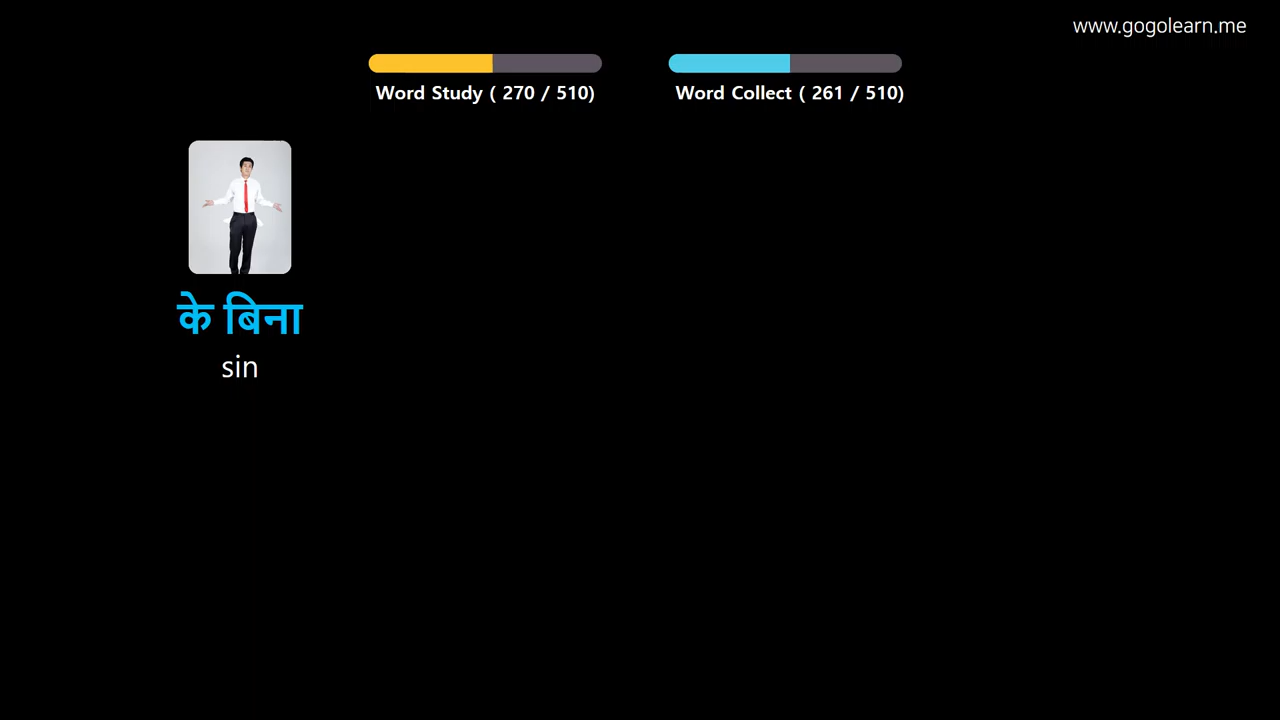 www.gogolearn.me
Word Study ( 270 / 510)
Word Collect ( 261 / 510)
के बिना
sin